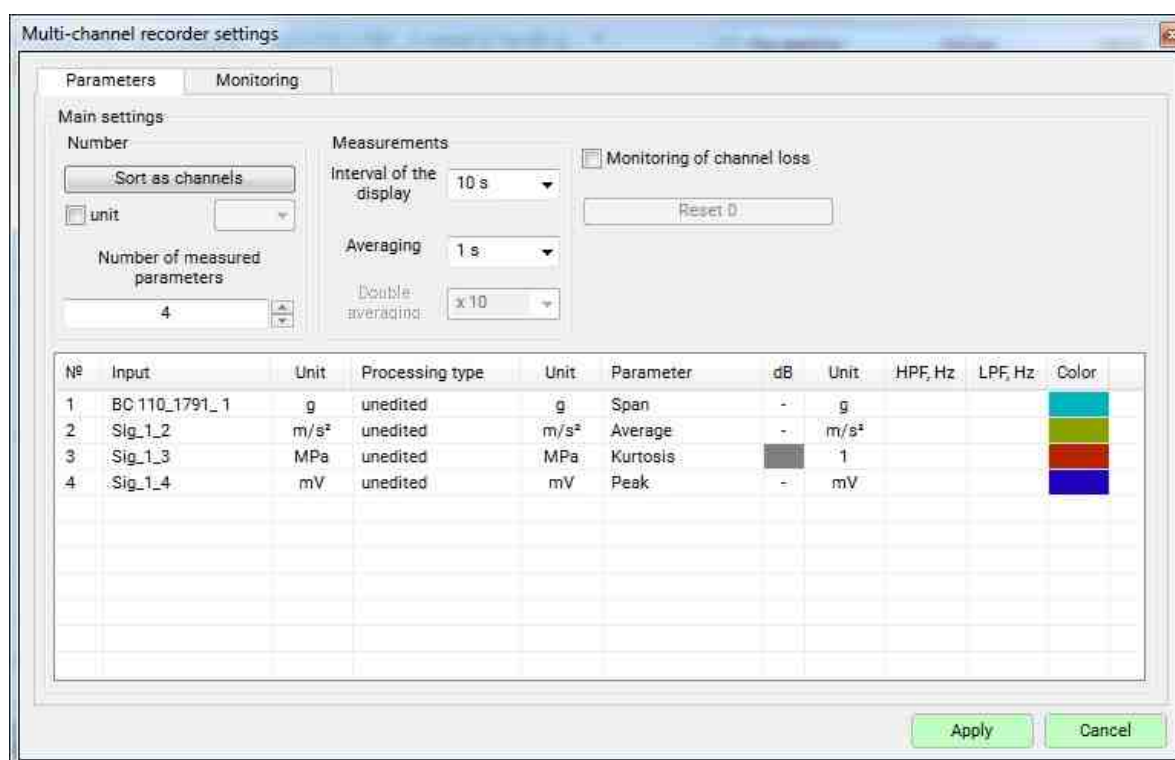 Multi-channel recorder settings
Parameters Monitoring
Main settings
Number
Sort as channels
unit
Number of measured
parameters
4
Measurements
Interval of the
display
10 s
Averaging
1 s
Double
averaging
x 10
Monitoring of channel loss
Reset 0
Nº Input Unit Processing type Unit Parameter dB Unit HPF, Hz LPF, Hz Color
1 BC 110_1791_ 1 g unedited g Span - g
2 Sig_1_2 m/s² unedited m/s² Average - m/s²
3 Sig_1_3 MPa unedited MPa Kurtosis 1
4 Sig_1_4 mV unedited mV Peak - mV
Apply Cancel